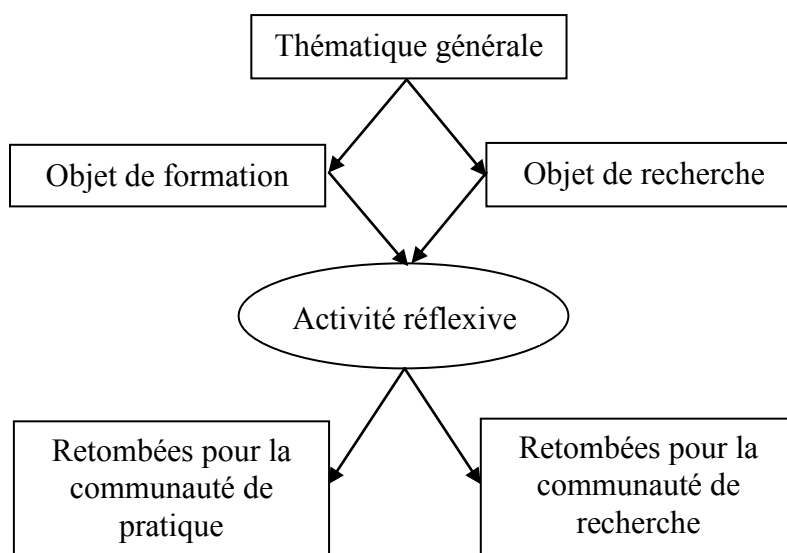 Thématique générale
Objet de formation
Objet de recherche
Activité réflexive
Retombées pour la
communauté de
pratique
Retombées pour la
communauté de
recherche